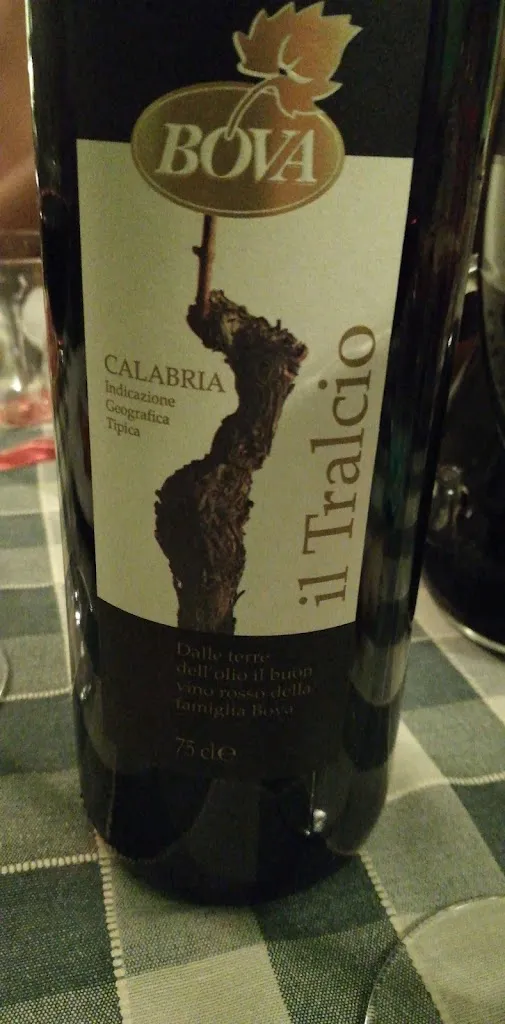 BOVA
CALABRIA
Indicazione
Geografica
Tipica
il Tralcio
Dalle terre
dell'olio il buon
vino rosso della
famiglia Bova
75 cl e